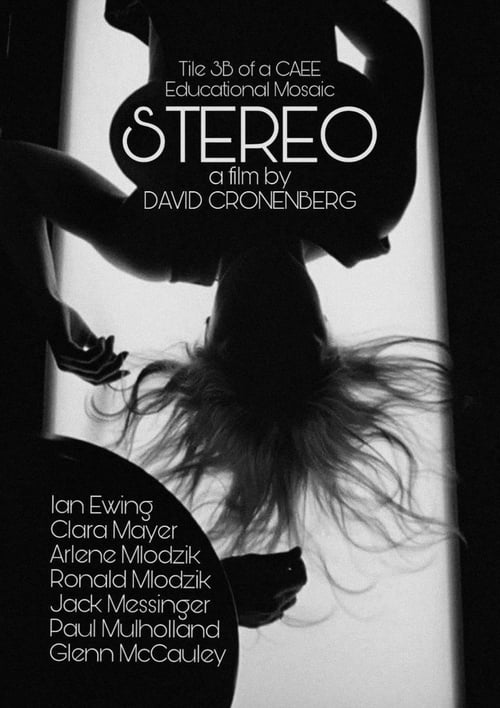 Tile 3B of a CAEE
Educational Mosaic
STEREO
a film by
DAVID CRONENBERG
Ian Ewing
Clara Mayer
Arlene Mlodzik
Ronald Mlodzik
Jack Messinger
Paul Mulholland
Glenn McCauley